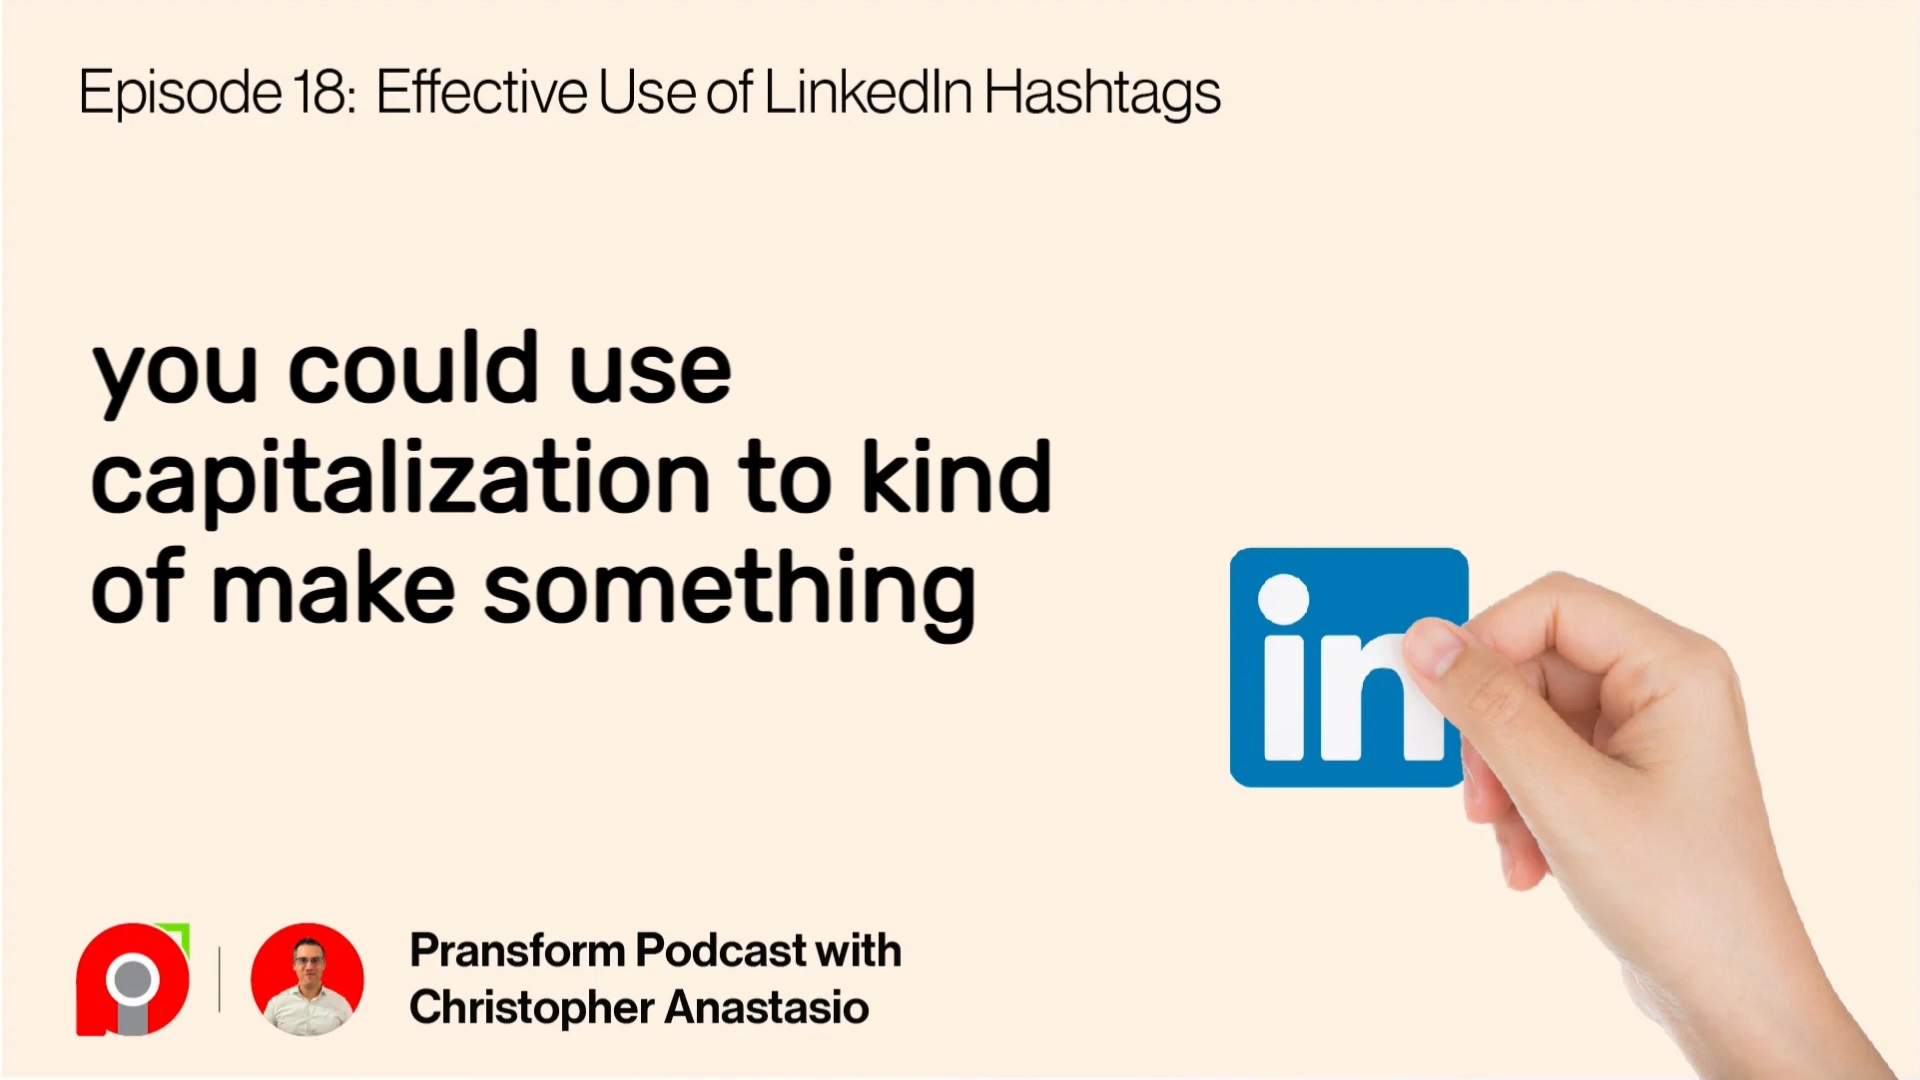 Episode 18: Effective Use of LinkedIn Hashtags
you could use
capitalization to kind
of make something
in
Pransform Podcast with
Christopher Anastasio